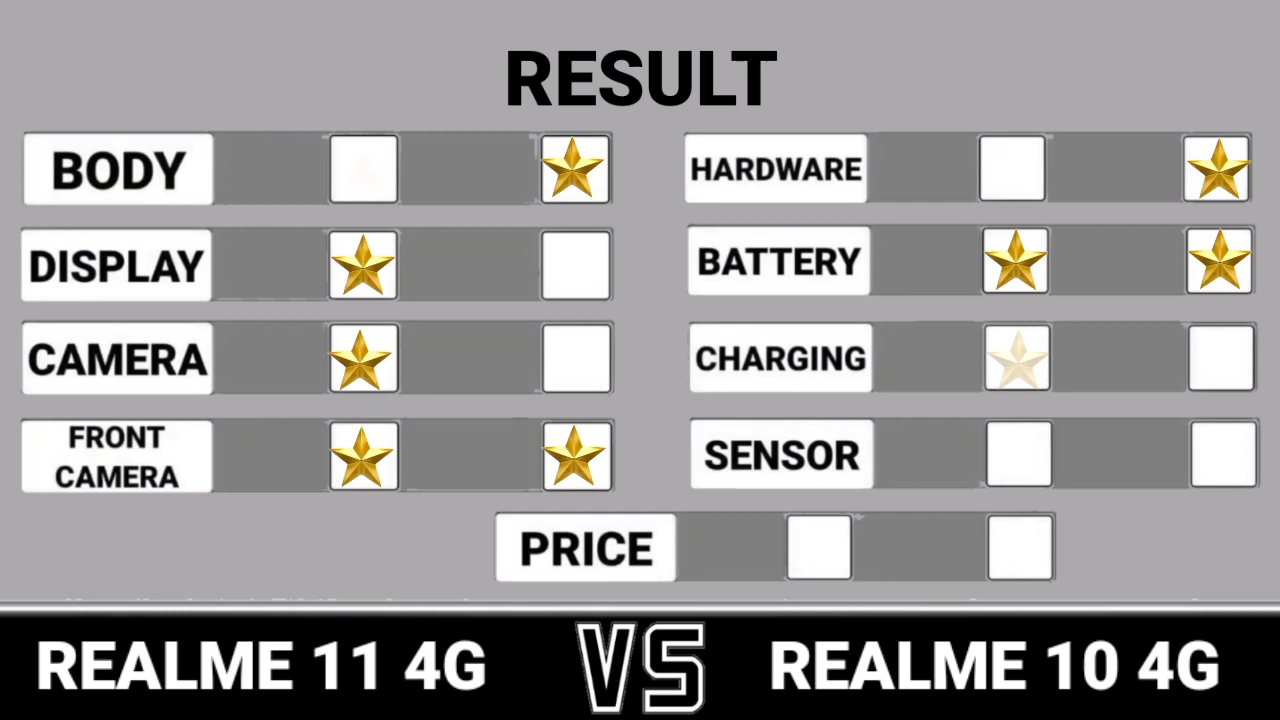 RESULT
BODY
DISPLAY
CAMERA
FRONT
CAMERA
HARDWARE
BATTERY
CHARGING
SENSOR
PRICE
REALME 11 4G
VS
REALME 10 4G